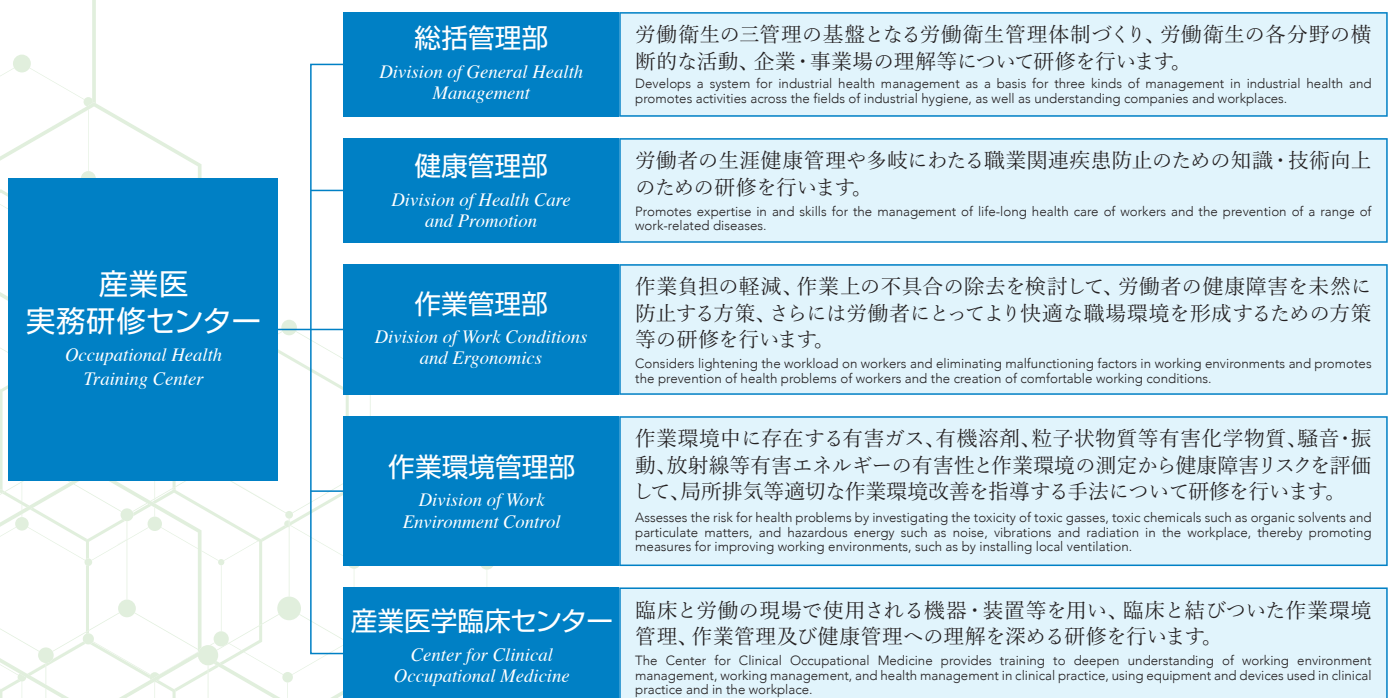 産業医
実務研修センター
Occupational Health
Training Center
総括管理部
Division of General Health
Management
労働衛生の三管理の基盤となる労働衛生管理体制づくり、労働衛生の各分野の横
断的な活動、企業・事業場の理解等について研修を行います。
Develops a system for industrial health management as a basis for three kinds of management in industrial health and
promotes activities across the fields of industrial hygiene, as well as understanding companies and workplaces.
健康管理部
Division of Health Care
and Promotion
労働者の生涯健康管理や多岐にわたる職業関連疾患防止のための知識・技術向上
のための研修を行います。
Promotes expertise in and skills for the management of life-long health care of workers and the prevention of a range of
work-related diseases.
作業管理部
Division of Work Conditions
and Ergonomics
作業負担の軽減、作業上の不具合の除去を検討して、労働者の健康障害を未然に
防止する方策、さらには労働者にとってより快適な職場環境を形成するための方策
等の研修を行います。
Considers lightening the workload on workers and eliminating malfunctioning factors in working environments and promotes
the prevention of health problems of workers and the creation of comfortable working conditions.
作業環境管理部
Division of Work
Environment Control
作業環境中に存在する有害ガス、有機溶剤、粒子状物質等有害化学物質、騒音・振
動、放射線等有害エネルギーの有害性と作業環境の測定から健康障害リスクを評価
して、局所排気等適切な作業環境改善を指導する手法について研修を行います。
Assesses the risk for health problems by investigating the toxicity of toxic gasses, toxic chemicals such as organic solvents and
particulate matters, and hazardous energy such as noise, vibrations and radiation in the workplace, thereby promoting
measures for improving working environments, such as by installing local ventilation.
産業医学臨床センター
Center for Clinical
Occupational Medicine
臨床と労働の現場で使用される機器・装置等を用い、臨床と結びついた作業環境
管理、作業管理及び健康管理への理解を深める研修を行います。
The Center for Clinical Occupational Medicine provides training to deepen understanding of working environment
management, working management, and health management in clinical practice, using equipment and devices used in clinical
practice and in the workplace.